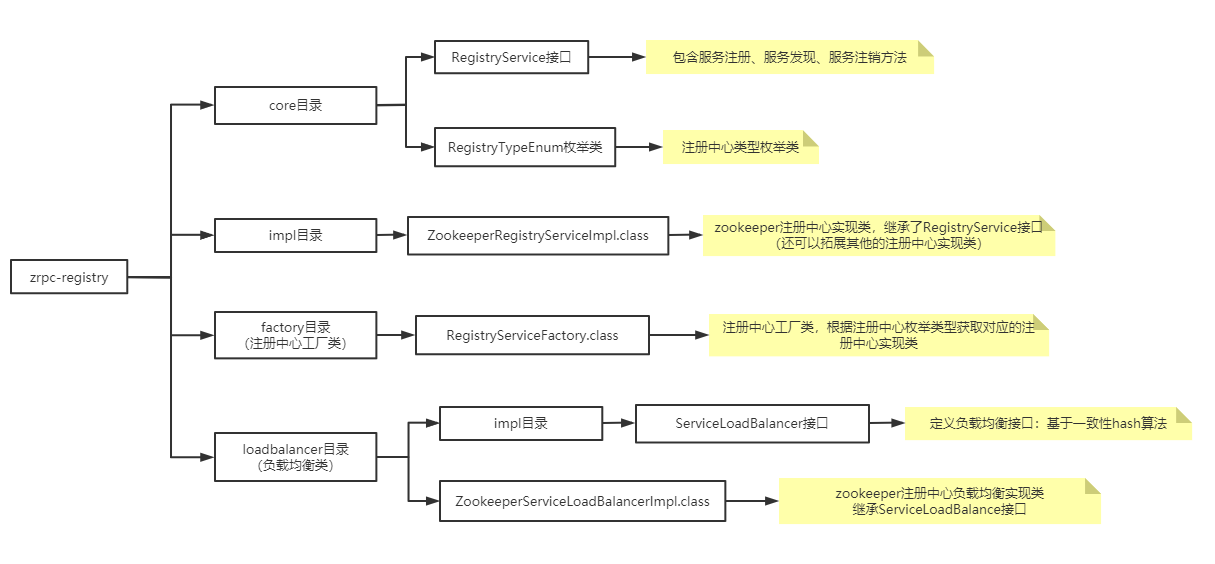 zrpc-registry
core目录
RegistryService接口
包含服务注册、服务发现、服务注销方法
RegistryTypeEnum枚举类
注册中心类型枚举类
impl目录
ZookeeperRegistryServiceImpl.class
zookeeper注册中心实现类，继承了RegistryService接口
（还可以拓展其他的注册中心实现类）
factory目录
（注册中心工厂类）
RegistryServiceFactory.class
注册中心工厂类，根据注册中心枚举类型获取对应的注
册中心实现类
loadbalancer目录
（负载均衡类）
impl目录
ServiceLoadBalancer接口
定义负载均衡接口：基于一致性hash算法
ZookeeperServiceLoadBalancerImpl.class
zookeeper注册中心负载均衡实现类
继承ServiceLoadBalance接口